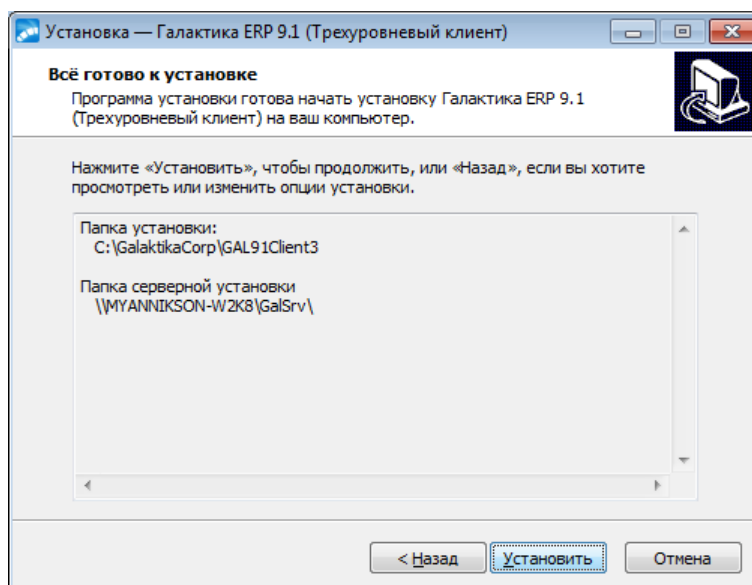 Установка — Галактика ERP 9.1 (Трехуровневый клиент)
Всё готово к установке
Программа установки готова начать установку Галактика ERP 9.1
(Трехуровневый клиент) на ваш компьютер.
Нажмите «Установить», чтобы продолжить, или «Назад», если вы хотите
просмотреть или изменить опции установки.
Папка установки:
C:\GalaktikaCorp\GAL91Client3
Папка серверной установки
\\MYANNIKSON-W2K8\GalSrv\
< Назад
Установить
Отмена